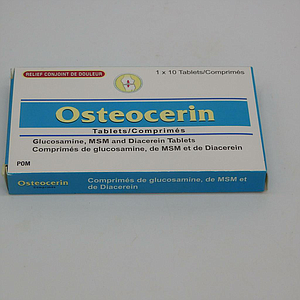 RELIEF CONJOINT DE DOULEUR
1 x 10 Tablets/Comprimés
Osteocerin
Tablets/Comprimés
Glucosamine, MSM and Diacerein Tablets
Comprimés de glucosamine, de MSM et de Diacerein
POM
Osteocerin
Comprimés de glucosamine, de MSM et
de Diacerein